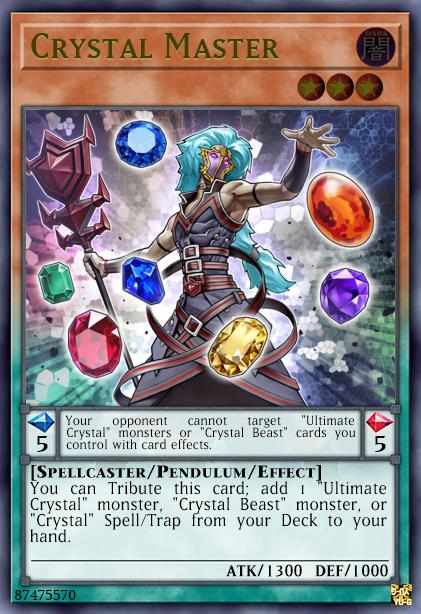 Crystal Master
DARK
闇
Your opponent cannot target "Ultimate
Crystal" monsters or "Crystal Beast" cards you
control with card effects.
5
5
[Spellcaster/Pendulum/Effect]
You can Tribute this card; add 1 "Ultimate
Crystal" monster, "Crystal Beast" monster, or
"Crystal" Spell/Trap from your Deck to your
hand.
ATK/1300 DEF/1000
87475570